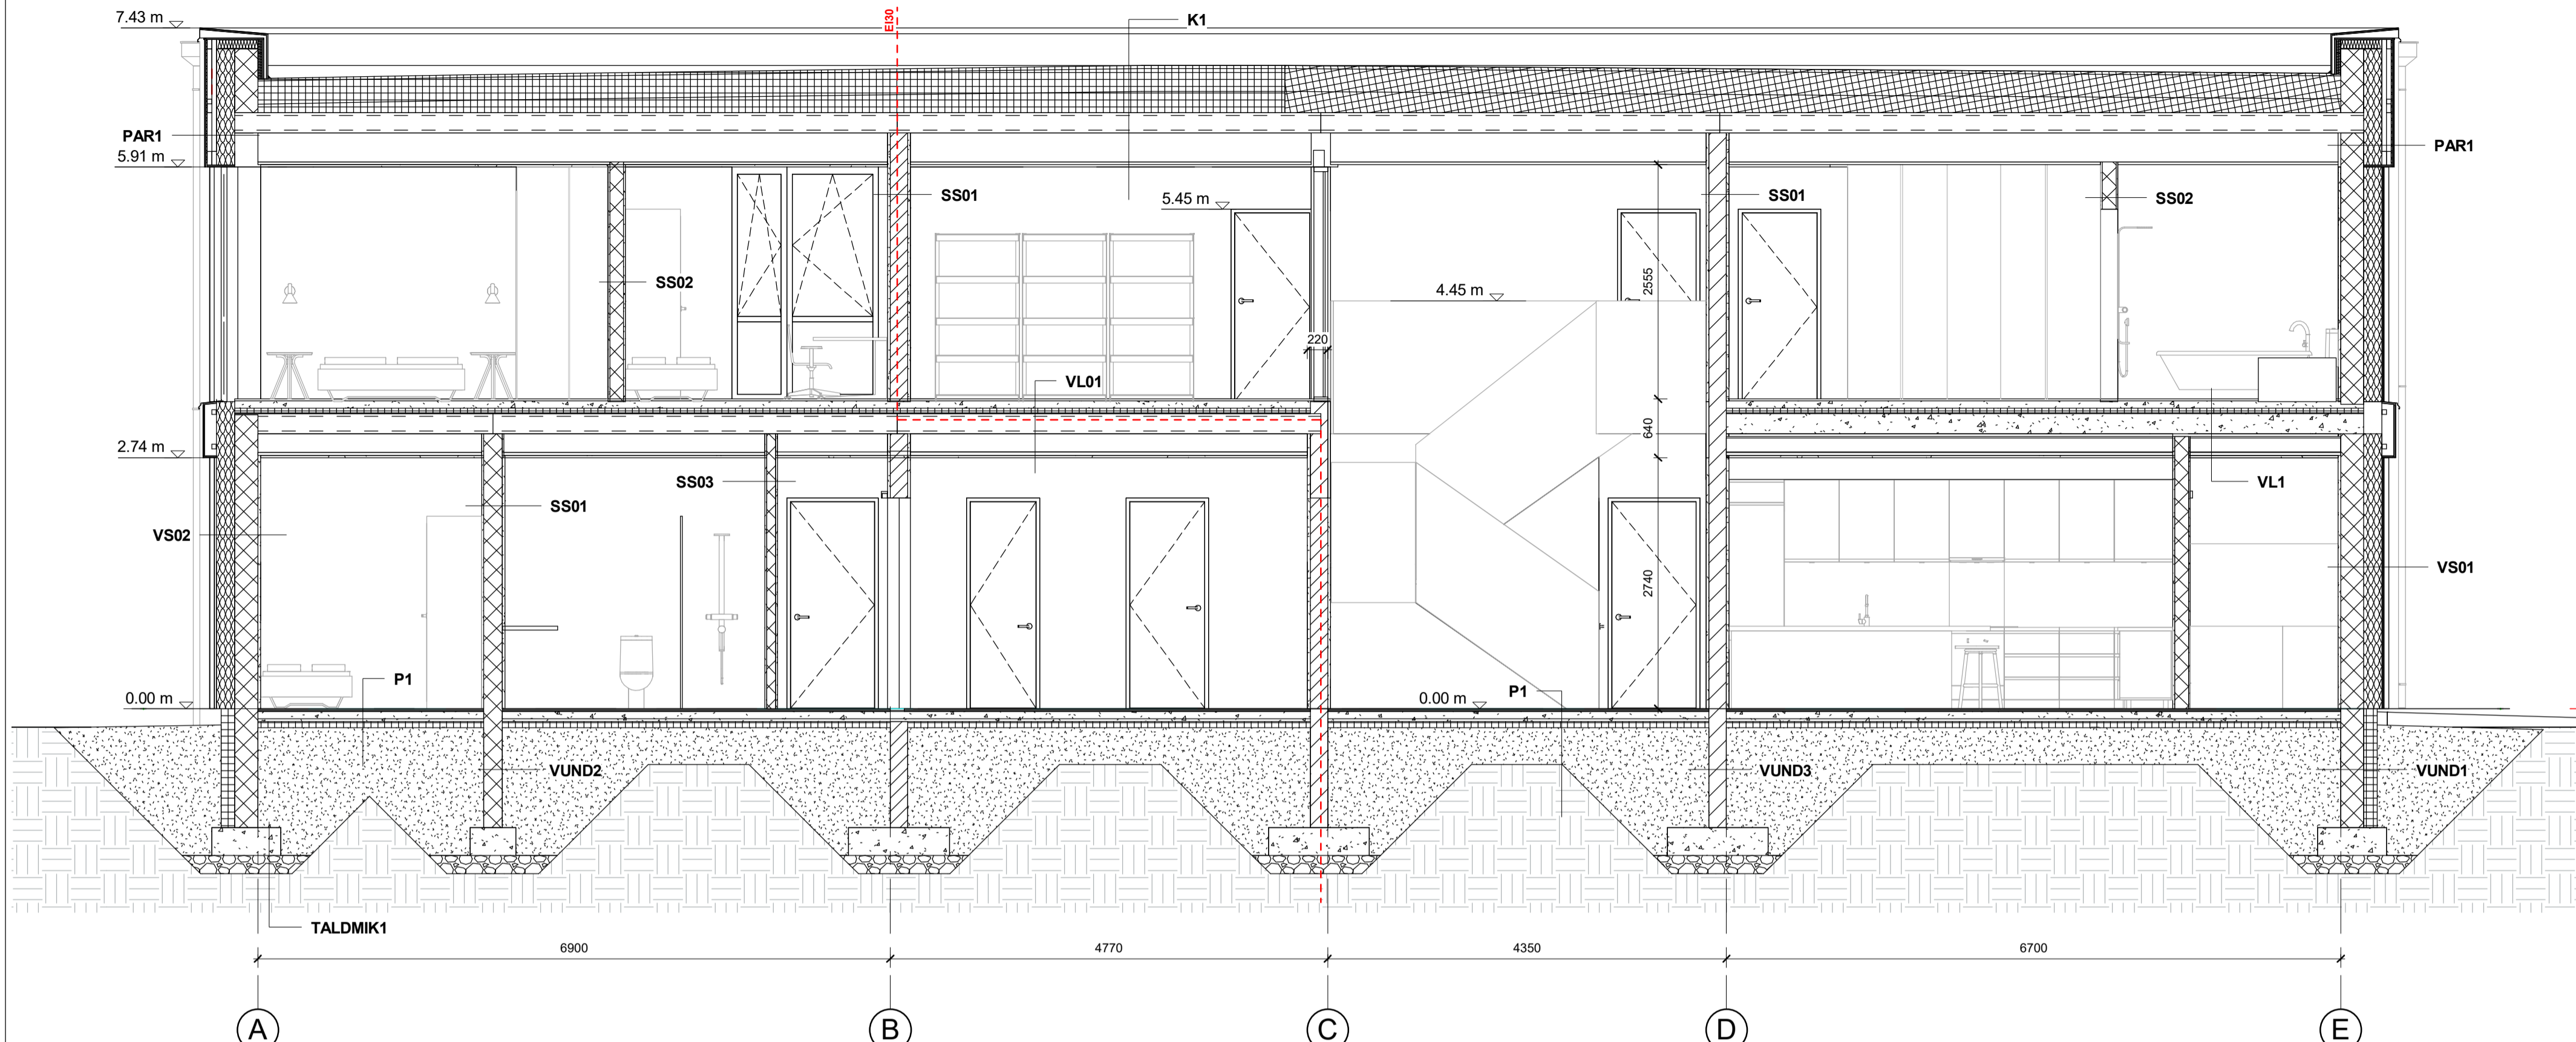 7.43 m
EI30
K1
PAR1
5.91 m
PAR1
5.45 m
SS01
SS01
SS02
SS02
2555
4.45 m
220
VL01
640
2.74 m
SS03
VL1
SS01
VS02
VS01
2740
P1
0.00 m
0.00 m
P1
VUND2
VUND3
VUND1
TALDMIK1
6900
4770
4350
6700
A
B
C
D
E